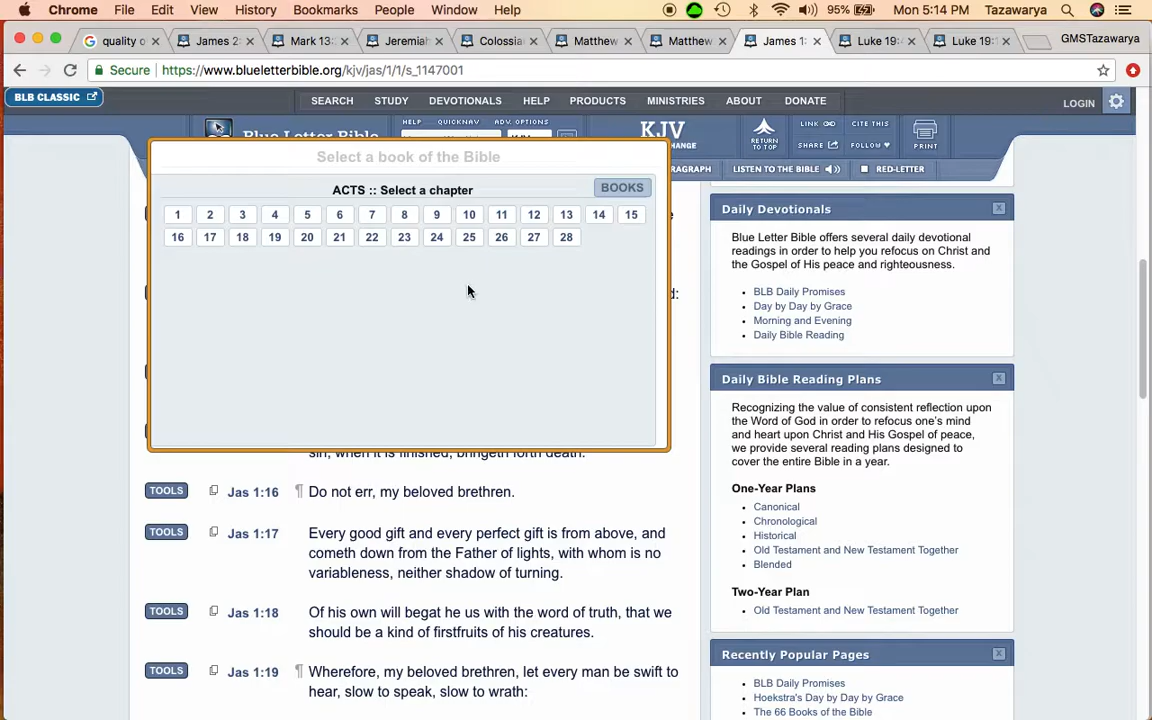 Chrome File Edit View History Bookmarks People Window Help 95% Mon 5:14 PM Tazawarya
quality o
James 2:
Mark 13:
Jeremiah
Colossia
Matthew
Matthew
James 1:
Luke 19:
Luke 19:
GMSTazawarya
Secure https://www.blueletterbible.org/kjv/jas/1/1/s_1147001
BLB CLASSIC
SEARCH STUDY DEVOTIONALS HELP PRODUCTS MINISTRIES ABOUT DONATE LOGIN
HELP QUICKNAV ADV. OPTIONS
Blue Letter Bible
KJV
CHANGE
RETURN TO TOP
LINK
CITE THIS
SHARE
FOLLOW
PRINT
RAGRAPH LISTEN TO THE BIBLE RED-LETTER
Select a book of the Bible
ACTS :: Select a chapter
BOOKS
1 2 3 4 5 6 7 8 9 10 11 12 13 14 15
16 17 18 19 20 21 22 23 24 25 26 27 28
sin, when it is finished, bringeth forth death.
TOOLS Jas 1:16 ¶ Do not err, my beloved brethren.
TOOLS Jas 1:17 Every good gift and every perfect gift is from above, and
cometh down from the Father of lights, with whom is no
variableness, neither shadow of turning.
TOOLS Jas 1:18 Of his own will begat he us with the word of truth, that we
should be a kind of firstfruits of his creatures.
TOOLS Jas 1:19 ¶ Wherefore, my beloved brethren, let every man be swift to
hear, slow to speak, slow to wrath:
Daily Devotionals
Blue Letter Bible offers several daily devotional
readings in order to help you refocus on Christ and
the Gospel of His peace and righteousness.
BLB Daily Promises
Day by Day by Grace
Morning and Evening
Daily Bible Reading
Daily Bible Reading Plans
Recognizing the value of consistent reflection upon
the Word of God in order to refocus one's mind
and heart upon Christ and His Gospel of peace,
we provide several reading plans designed to
cover the entire Bible in a year.
One-Year Plans
Canonical
Chronological
Historical
Old Testament and New Testament Together
Blended
Two-Year Plan
Old Testament and New Testament Together
Recently Popular Pages
BLB Daily Promises
Hoekstra's Day by Day by Grace
The 66 Books of the Bible